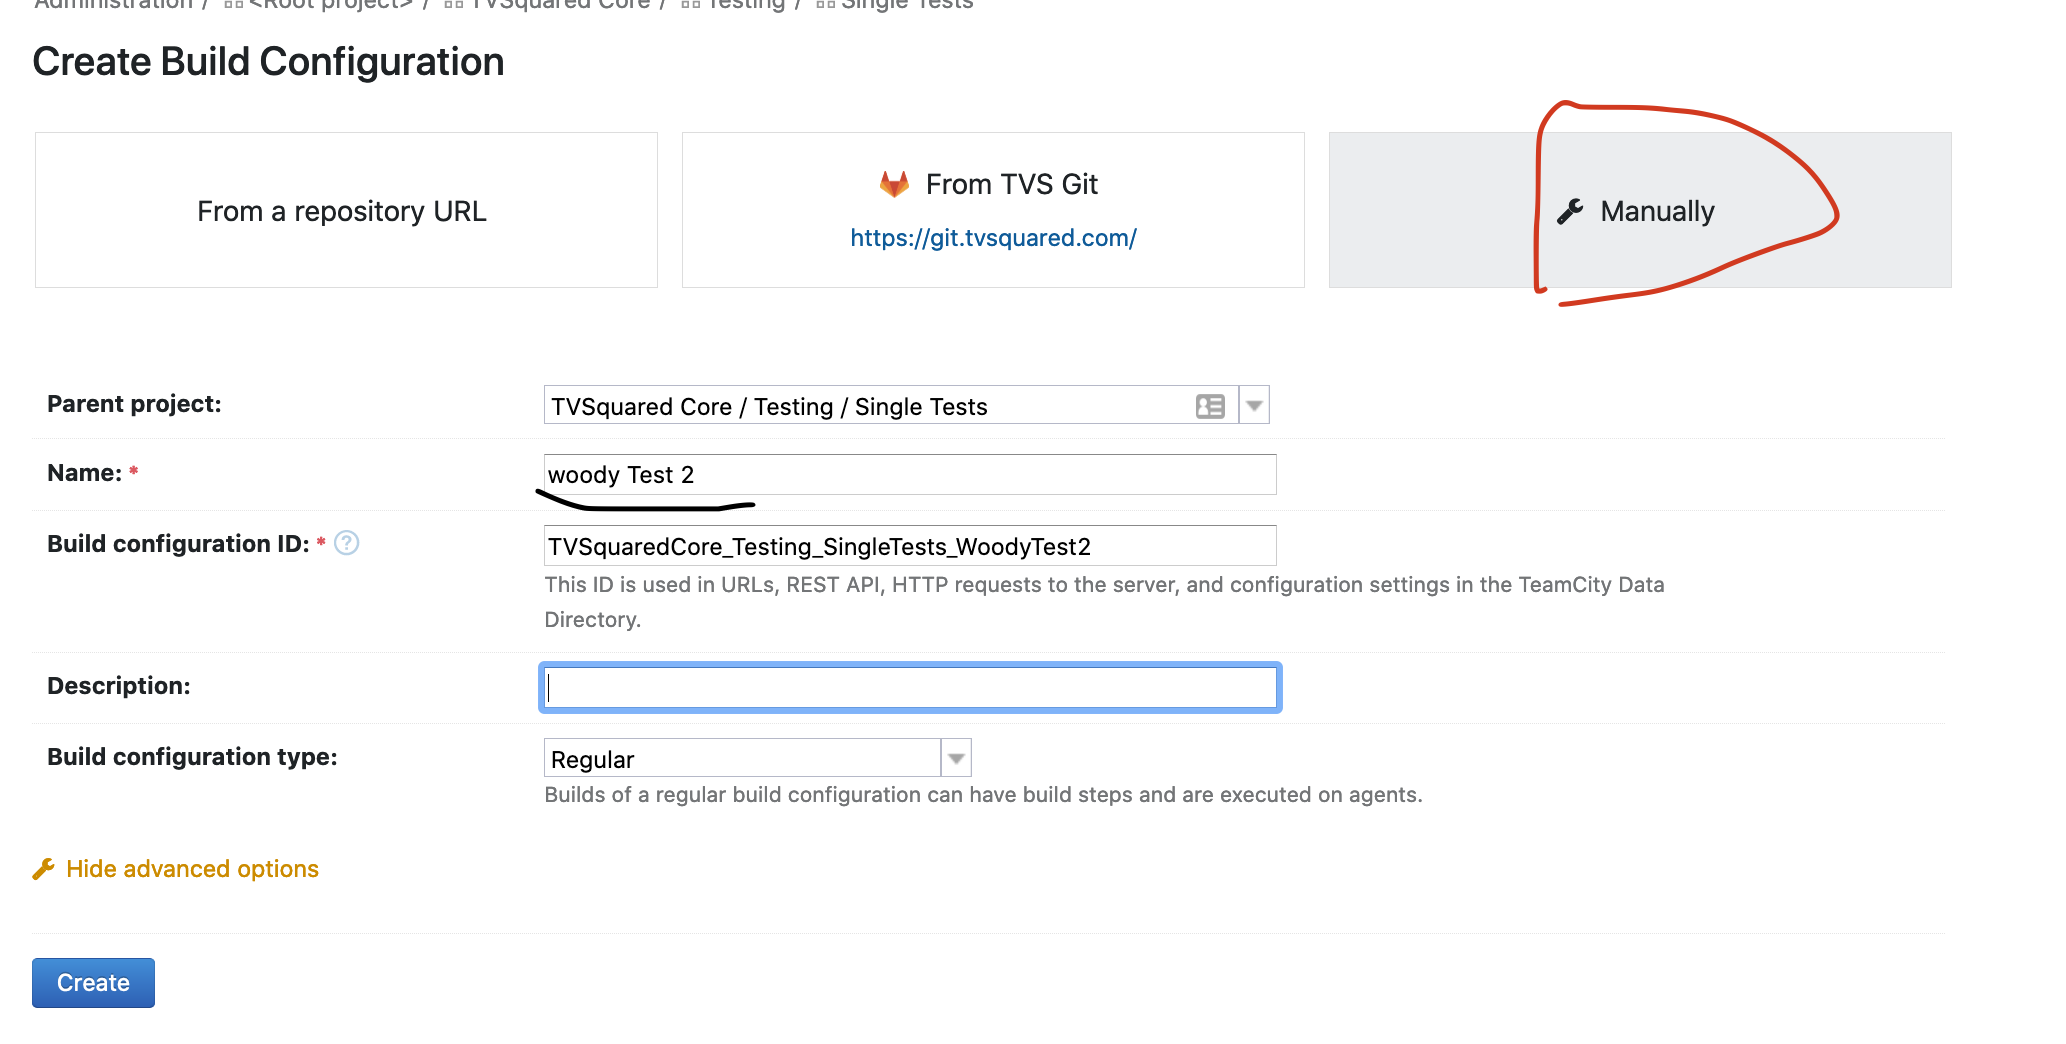 Administration / <Root project> / TVSquared Core / Testing / Single Tests
Create Build Configuration
From a repository URL
From TVS Git
https://git.tvsquared.com/
Manually
Parent project:
TVSquared Core / Testing / Single Tests
Name: *
woody Test 2
Build configuration ID: * ?
TVSquaredCore_Testing_SingleTests_WoodyTest2
This ID is used in URLs, REST API, HTTP requests to the server, and configuration settings in the TeamCity Data
Directory.
Description:
Build configuration type:
Regular
Builds of a regular build configuration can have build steps and are executed on agents.
Hide advanced options
Create